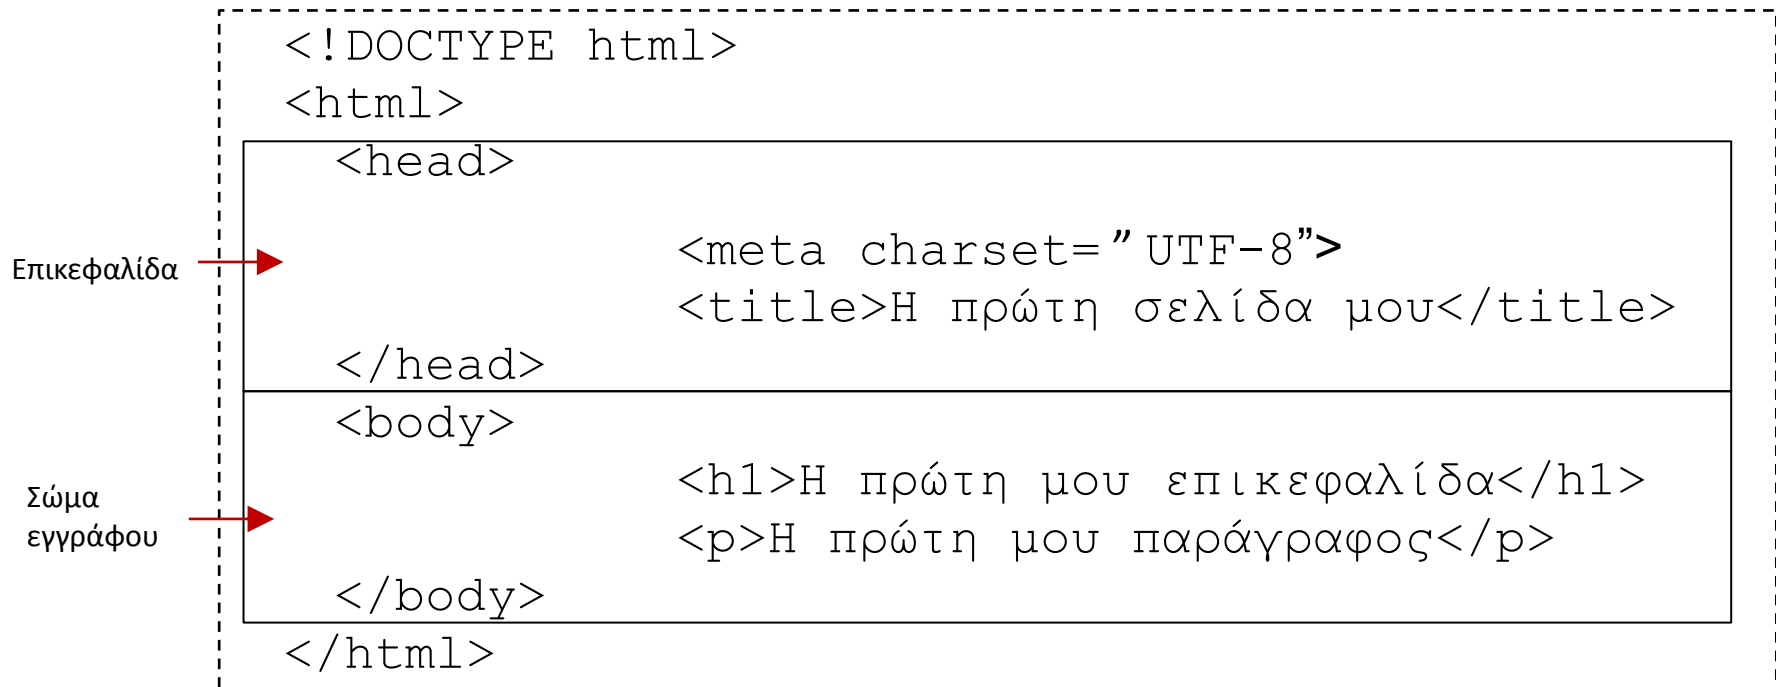 <!DOCTYPE html>
<html>
<head>
Επικεφαλίδα
<meta charset=” UTF-8”>
<title>Η πρώτη σελίδα μου</title>
</head>
<body>
Σώμα
εγγράφου
<h1>Η πρώτη μου επικεφαλίδα</h1>
<p>Η πρώτη μου παράγραφος</p>
</body>
</html>